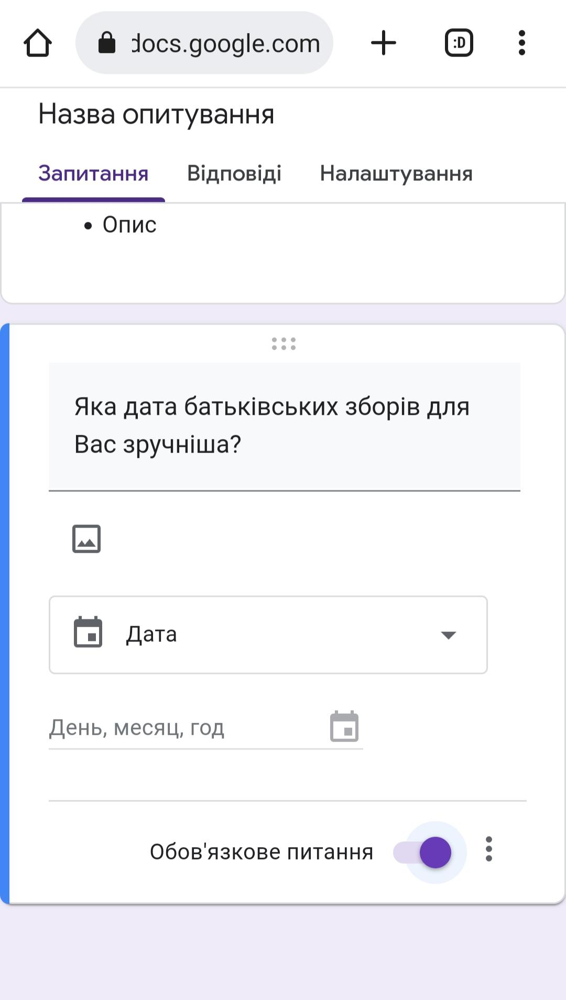 docs.google.com
:D
Назва опитування
Запитання Відповіді Налаштування
• Опис
Яка дата батьківських зборів для
Вас зручніша?
Дата
День, месяц, год
Обов'язкове питання